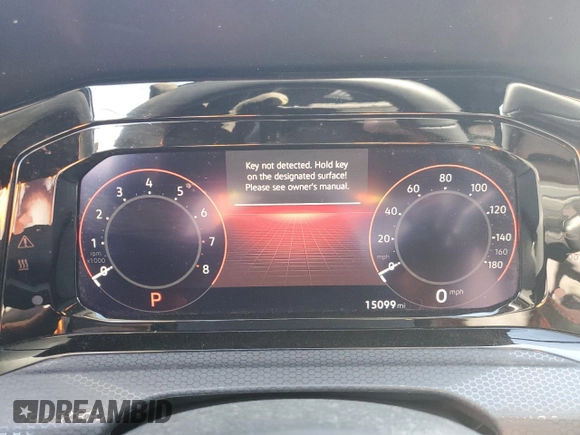 Key not detected. Hold key
on the designated surface!
Please see owner's manual.
0 1 2 3 4 5 6 7 8
rpm
x1000
P
0 20 40 60 80 100 120 140 160 180
mph
0 mph
15099 mi
DREAMBID